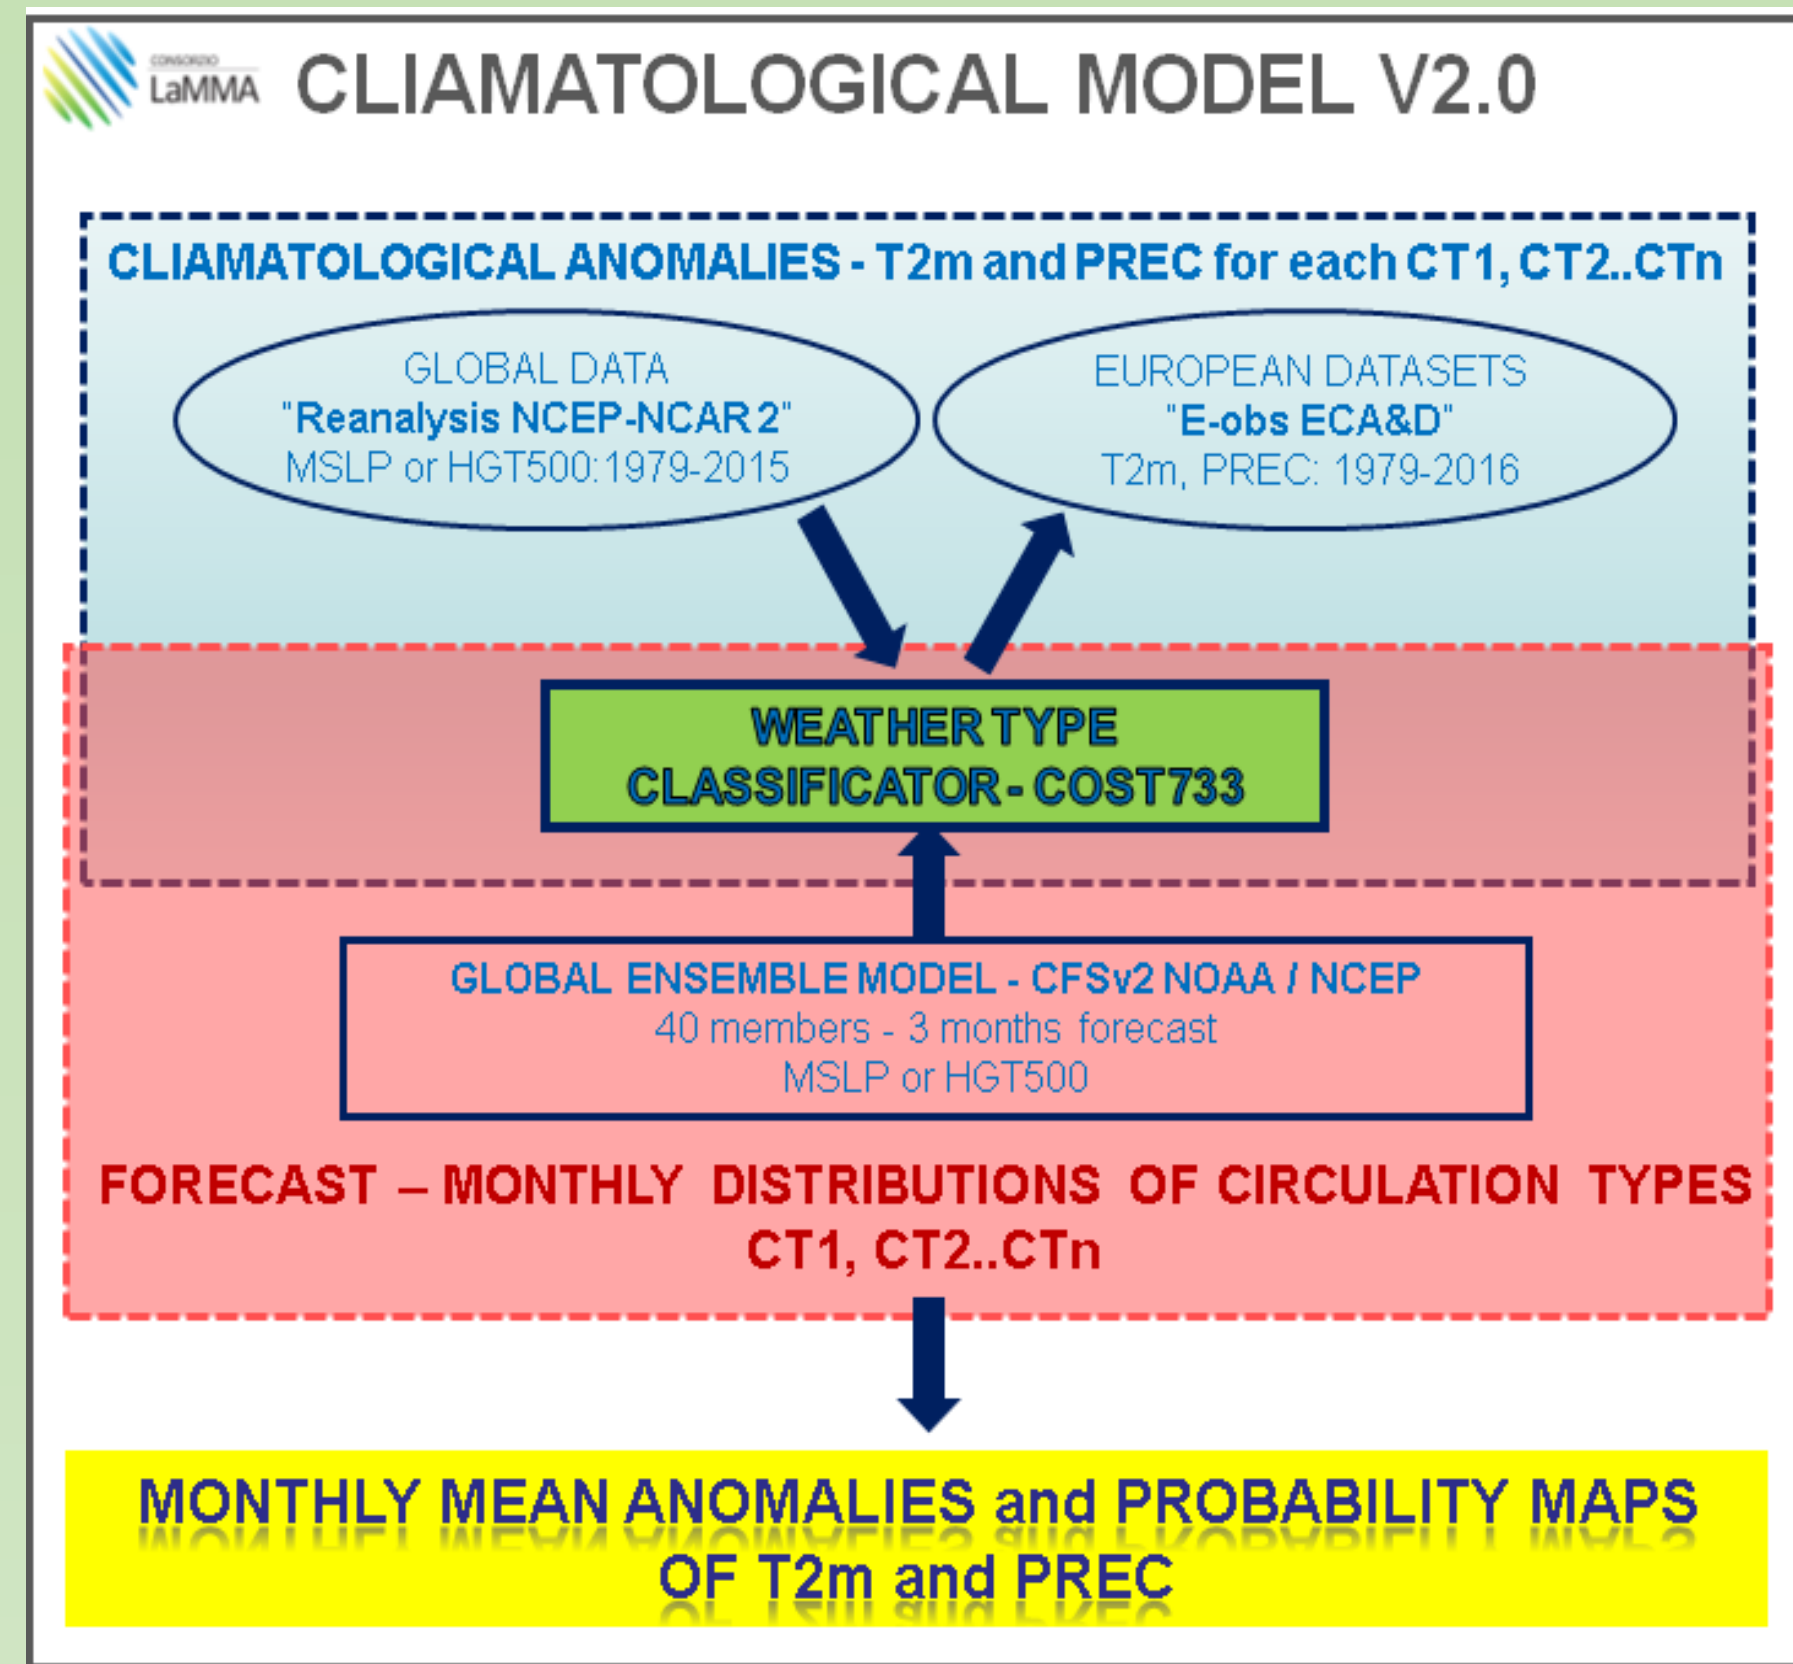 CONSORZIO
LaMMA
CLIAMATOLOGICAL MODEL V2.0
CLIAMATOLOGICAL ANOMALIES - T2m and PREC for each CT1, CT2..CTn
GLOBAL DATA
"Reanalysis NCEP-NCAR 2"
MSLP or HGT500:1979-2015
EUROPEAN DATASETS
"E-obs ECA&D"
T2m, PREC: 1979-2016
WEATHER TYPE
CLASSIFICATOR- COST733
GLOBAL ENSEMBLE MODEL - CFSv2 NOAA / NCEP
40 members - 3 months forecast
MSLP or HGT500
FORECAST – MONTHLY DISTRIBUTIONS OF CIRCULATION TYPES
CT1, CT2..CTn
MONTHLY MEAN ANOMALIES and PROBABILITY MAPS
OF T2m and PREC